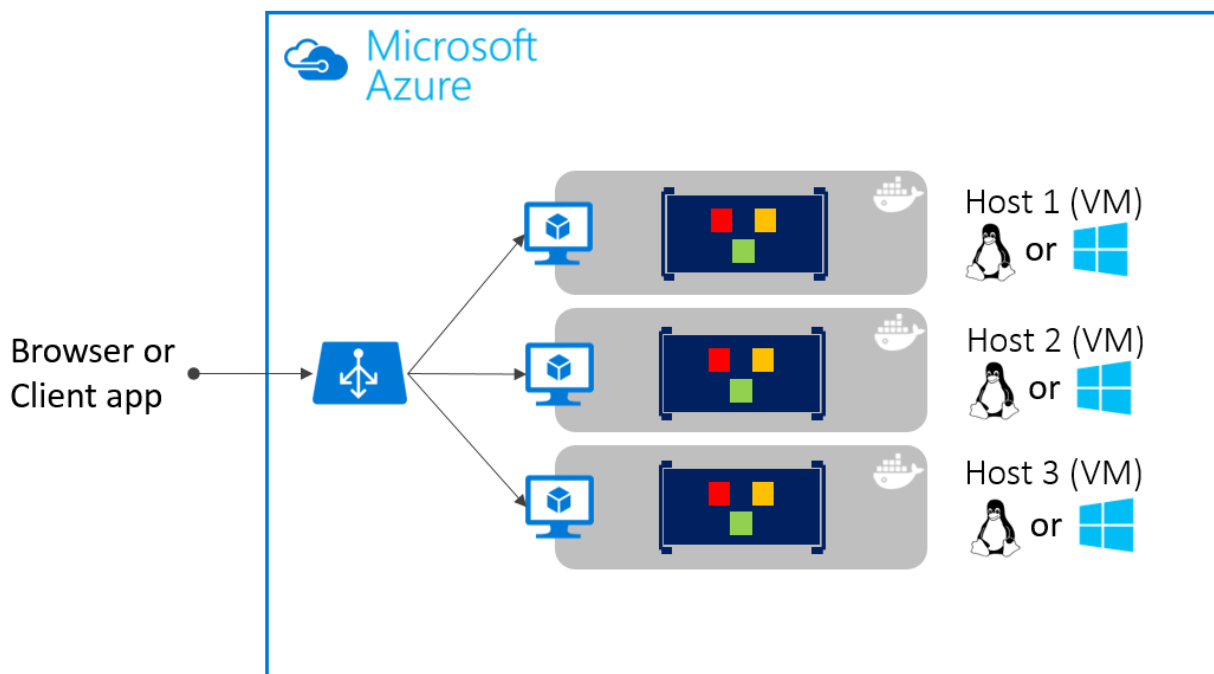 Microsoft
Azure
Host 1 (VM)
or
Browser or
Client app
Host 2 (VM)
or
Host 3 (VM)
or